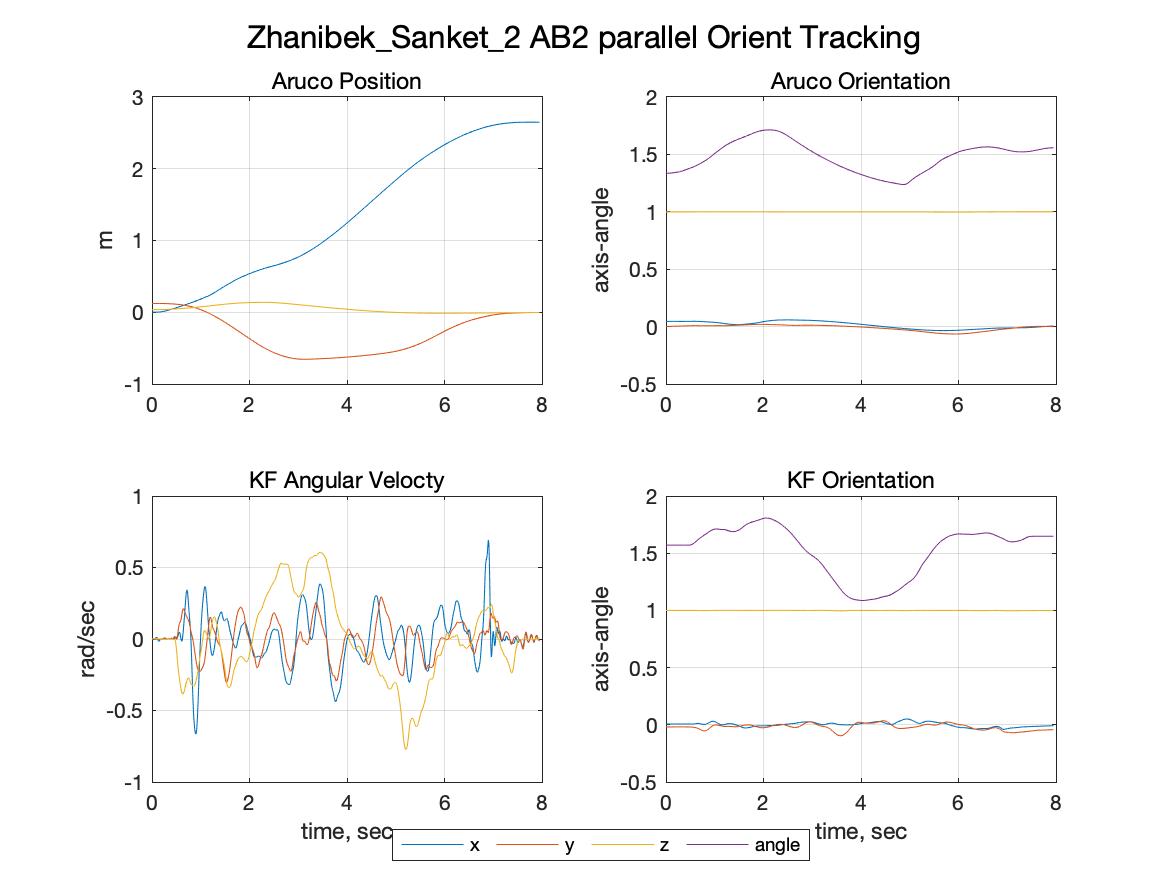 Zhanibek_Sanket_2 AB2 parallel Orient Tracking
Aruco Position
3
2
1
0
-1
m
0 2 4 6 8
Aruco Orientation
2
1.5
1
0.5
0
-0.5
axis-angle
0 2 4 6 8
KF Angular Velocty
1
0.5
0
-0.5
-1
rad/sec
0 2 4 6 8
time, sec
KF Orientation
2
1.5
1
0.5
0
-0.5
axis-angle
0 2 4 6 8
time, sec
x y z angle